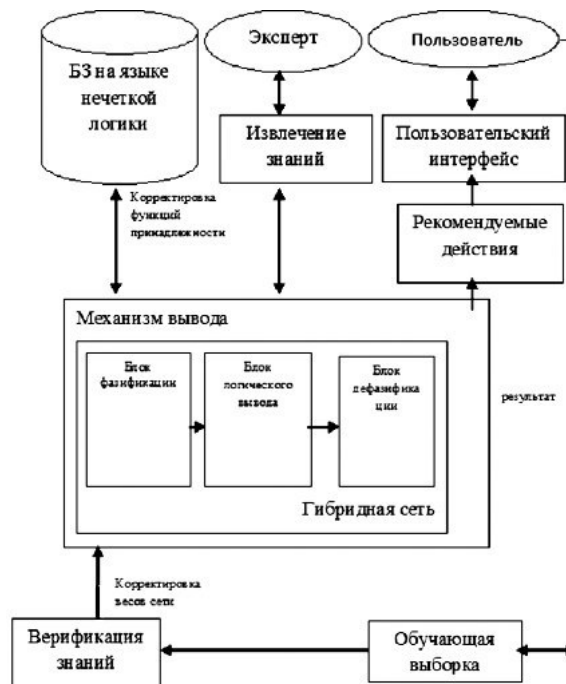 БЗ на языке
нечеткой
логики
Эксперт
Пользователь
Извлечение
знаний
Пользовательский
интерфейс
Корректировка
функций
принадлежности
Рекомендуемые
действия
Механизм вывода
Блок
фазификации
Блок
логического
вывода
Блок
дефазифика
ции
результат
Гибридная сеть
Корректировка
весов сети
Верификация
знаний
Обучающая
выборка